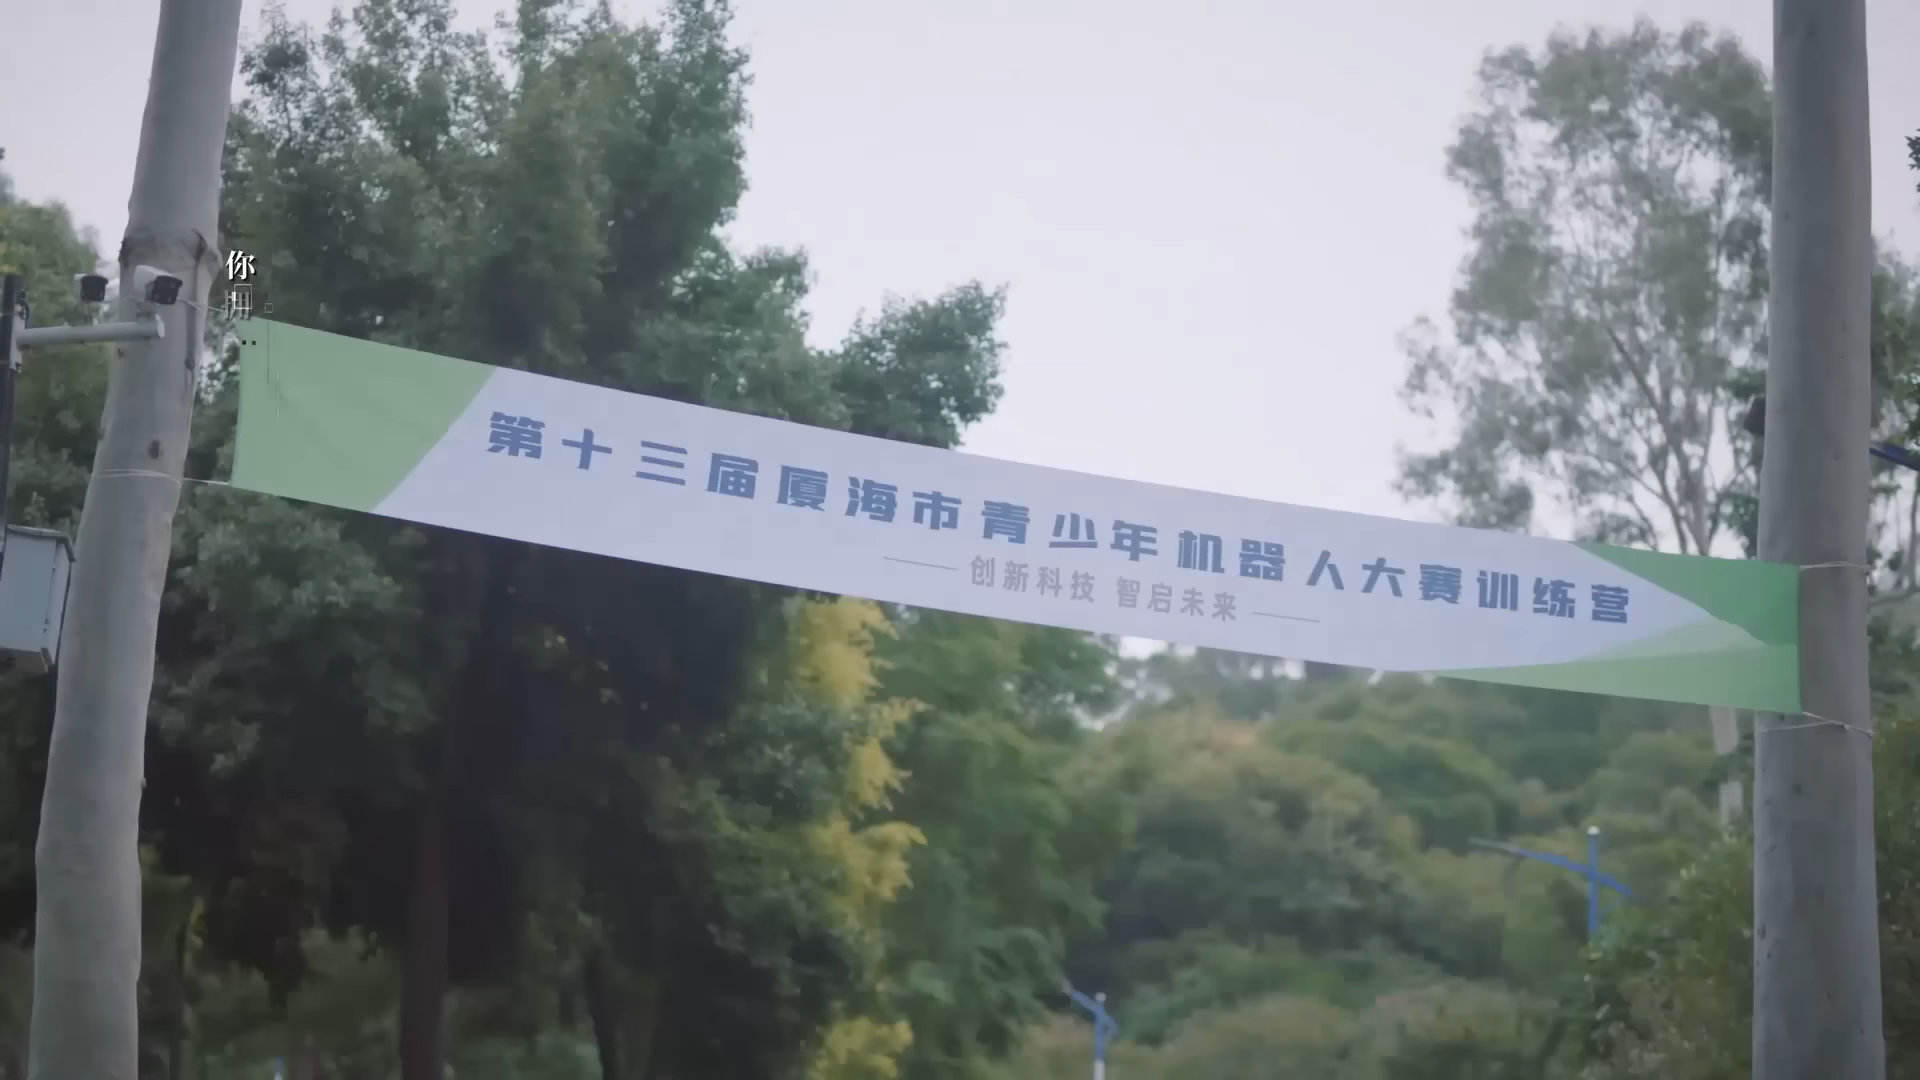 你
第十三届厦海市青少年机器人大赛训练营
创新科技 智启未来